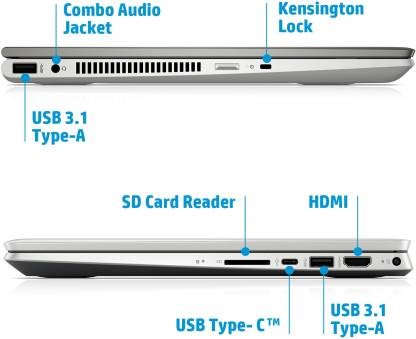 Combo Audio
Jacket
Kensington
Lock
USB 3.1
Type-A
SD Card Reader
HDMI
USB Type- C™
USB 3.1
Type-A